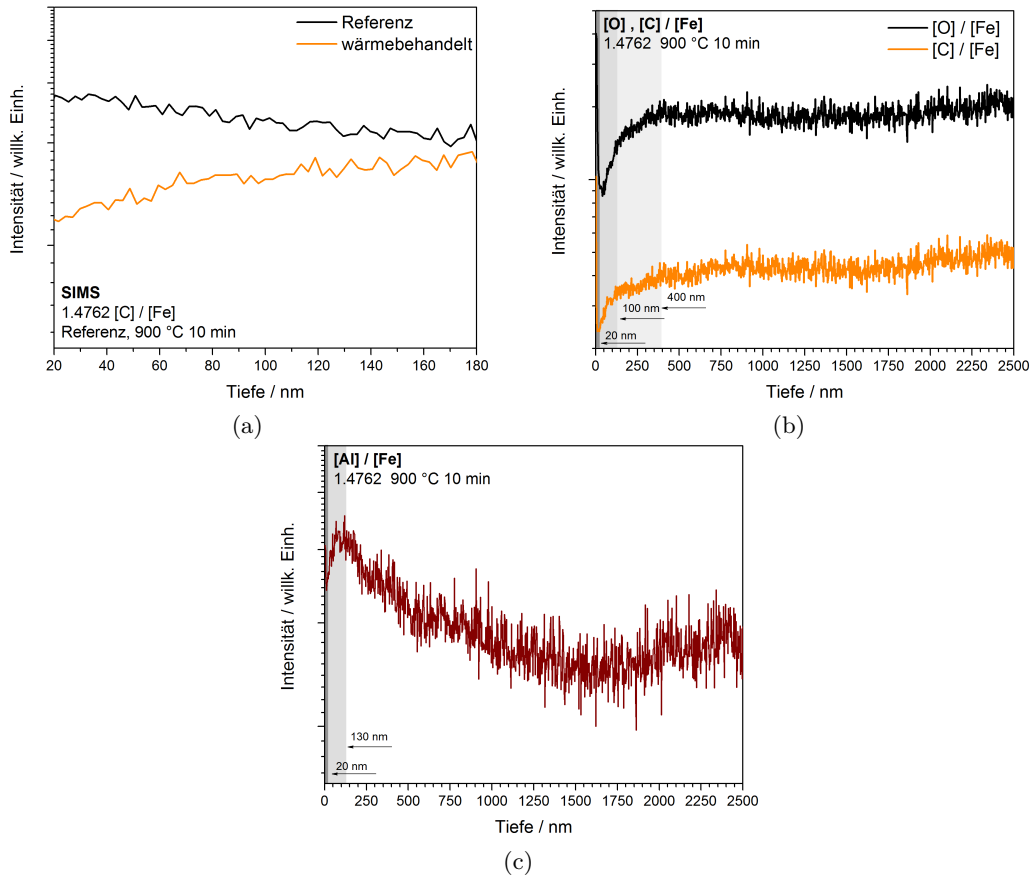 Intensität / willk. Einh.
Referenz
wärmebehandelt
SIMS
1.4762 [C] / [Fe]
Referenz, 900 °C 10 min
20 40 60 80 100 120 140 160 180
Tiefe / nm
(a)
Intensität / willk. Einh.
[O] , [C] / [Fe]
1.4762 900 °C 10 min
[O] / [Fe]
[C] / [Fe]
400 nm
100 nm
20 nm
0 250 500 750 1000 1250 1500 1750 2000 2250 2500
Tiefe / nm
(b)
Intensität / willk. Einh.
[Al] / [Fe]
1.4762 900 °C 10 min
130 nm
20 nm
0 250 500 750 1000 1250 1500 1750 2000 2250 2500
Tiefe / nm
(c)